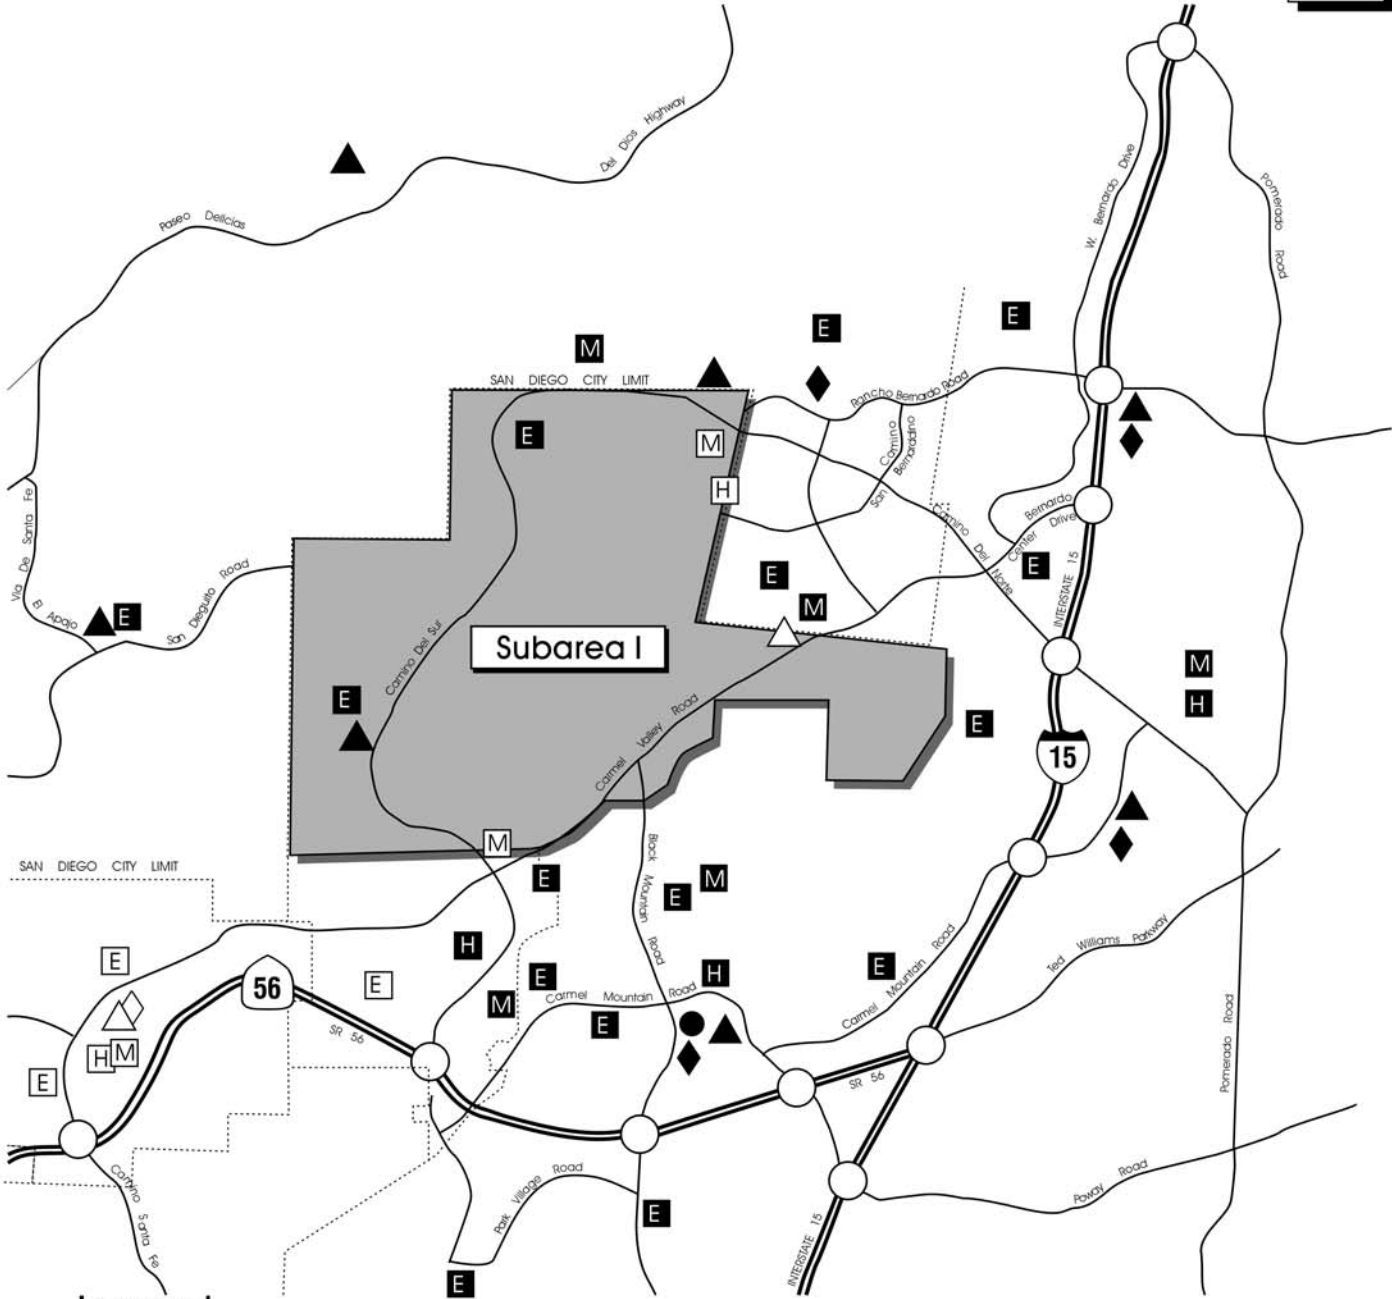 Del Dios Highway
Paseo Delicias
W. Bernardo Drive
Pomerado Road
E
E
M
SAN DIEGO CITY LIMIT
Rancho Bernardo Road
E
M
Camino San Bernardino
H
Via De Santa Fe
Camino Del Norte
Bernardo Center Drive
E
E
INTERSTATE 15
El Apajo
E
San Dieguito Road
M
Camino Del Sur
Subarea I
M
E
H
Carmel Valley Road
E
15
M
Black Mountain Road
SAN DIEGO CITY LIMIT
E
M
E
H
E
E
H
E
Carmel Mountain Road
Ted Williams Parkway
56
E
M
Carmel Mountain Road
SR 56
E
H
M
E
SR 56
Pomerado Road
Camino Santa Fe
Park Village Road
Poway Road
E
INTERSTATE 15
E